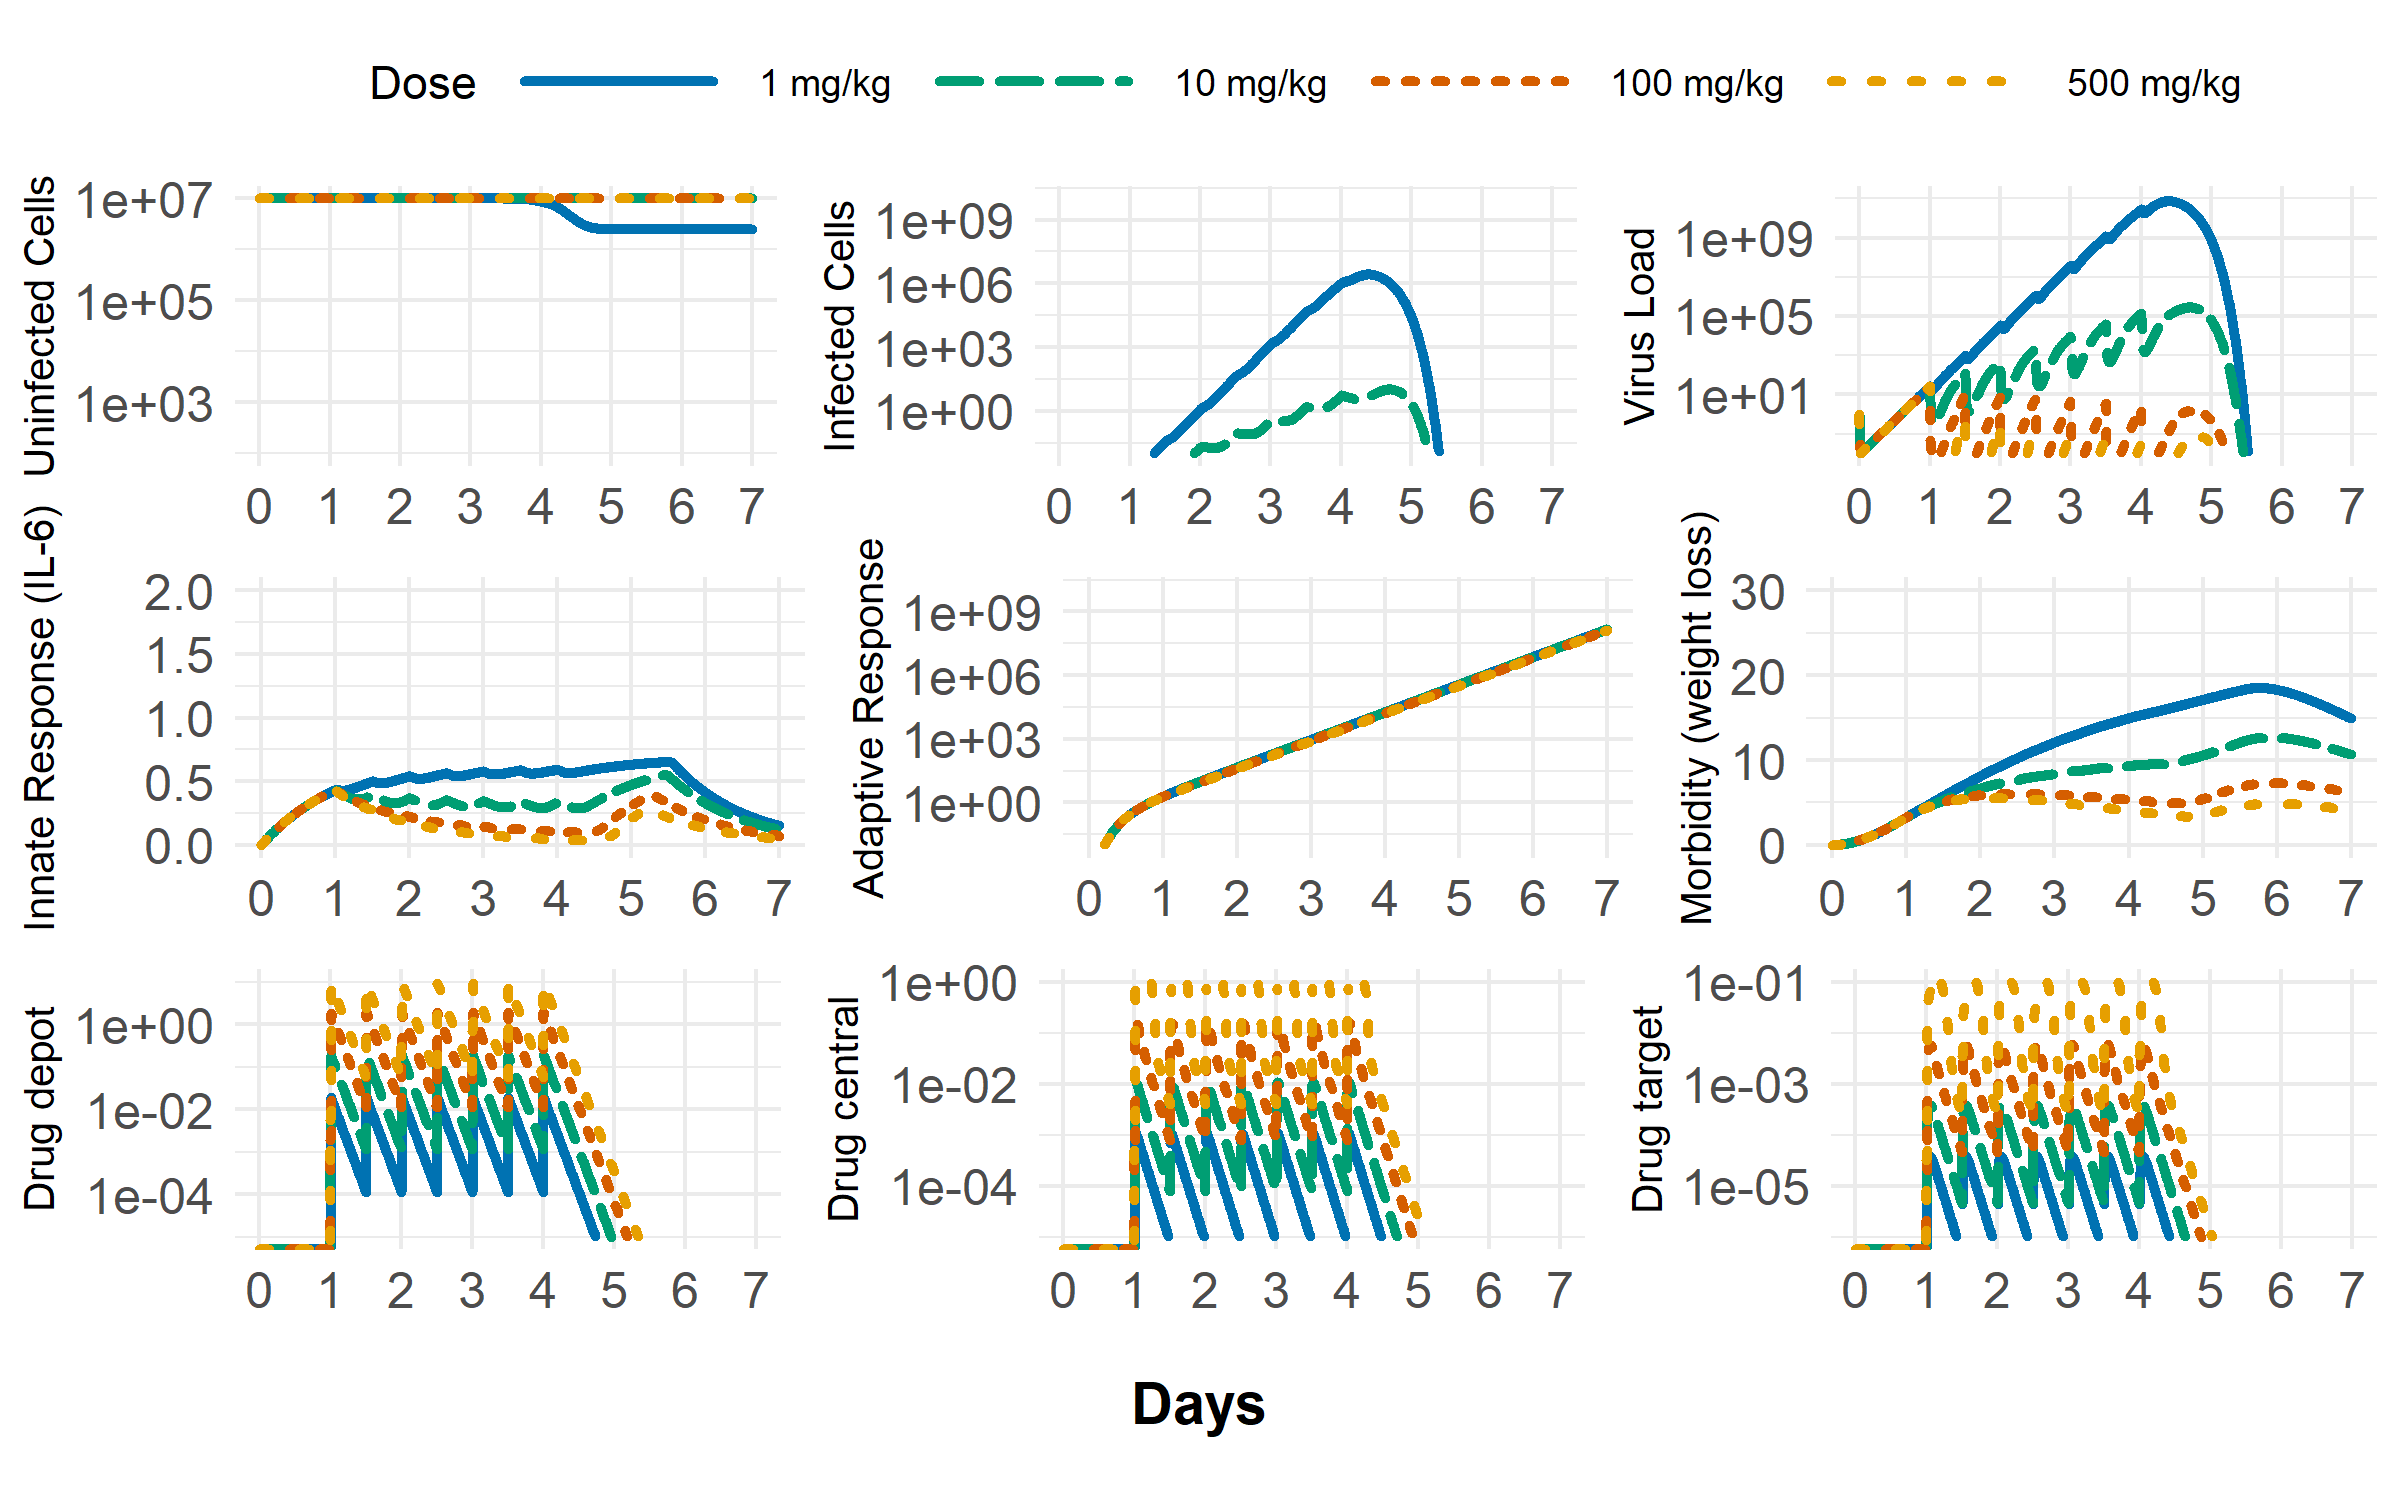 Dose 1 mg/kg 10 mg/kg 100 mg/kg 500 mg/kg
Uninfected Cells
1e+07
1e+05
1e+03
0 1 2 3 4 5 6 7
Infected Cells
1e+09
1e+06
1e+03
1e+00
0 1 2 3 4 5 6 7
Virus Load
1e+09
1e+05
1e+01
0 1 2 3 4 5 6 7
Innate Response (IL-6)
2.0
1.5
1.0
0.5
0.0
0 1 2 3 4 5 6 7
Adaptive Response
1e+09
1e+06
1e+03
1e+00
0 1 2 3 4 5 6 7
Morbidity (weight loss)
30
20
10
0
0 1 2 3 4 5 6 7
Drug depot
1e+00
1e-02
1e-04
0 1 2 3 4 5 6 7
Drug central
1e+00
1e-02
1e-04
0 1 2 3 4 5 6 7
Drug target
1e-01
1e-03
1e-05
0 1 2 3 4 5 6 7
Days